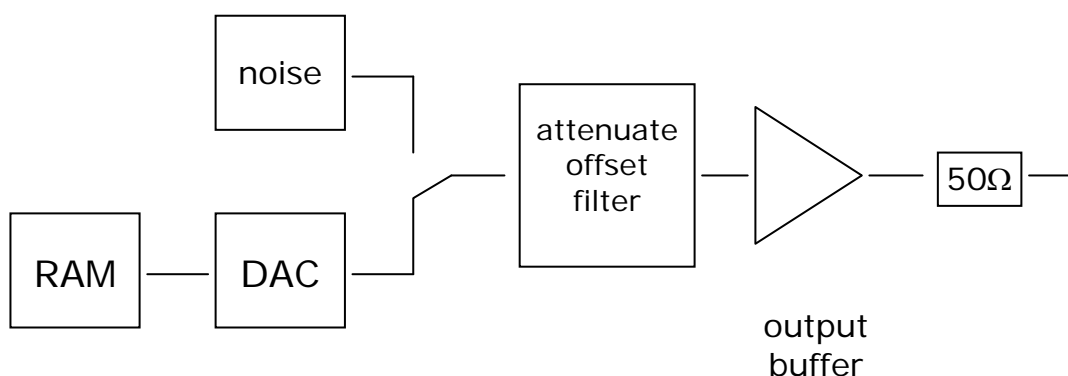 noise
RAM
DAC
attenuate
offset
filter
output
buffer
50Ω